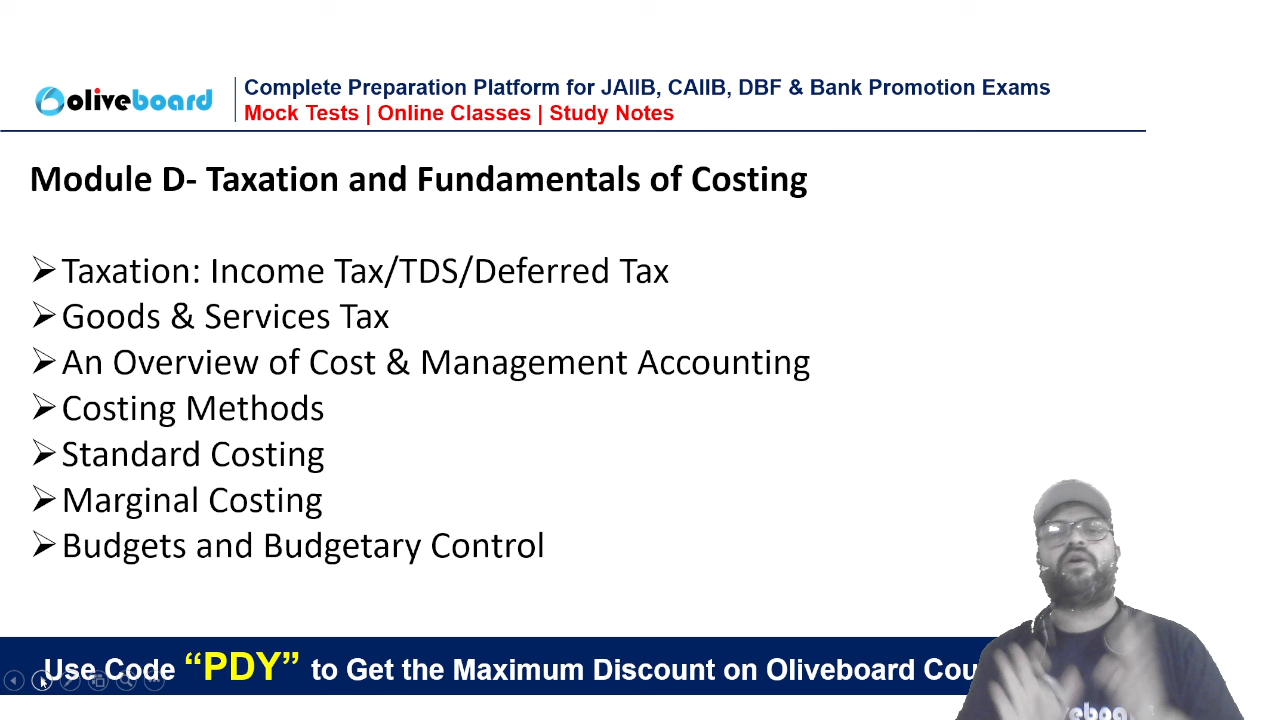 oliveboard
Complete Preparation Platform for JAIIB, CAIIB, DBF & Bank Promotion Exams
Mock Tests | Online Classes | Study Notes
Module D- Taxation and Fundamentals of Costing
Taxation: Income Tax/TDS/Deferred Tax
Goods & Services Tax
An Overview of Cost & Management Accounting
Costing Methods
Standard Costing
Marginal Costing
Budgets and Budgetary Control
Use Code “PDY” to Get the Maximum Discount on Oliveboard Cou